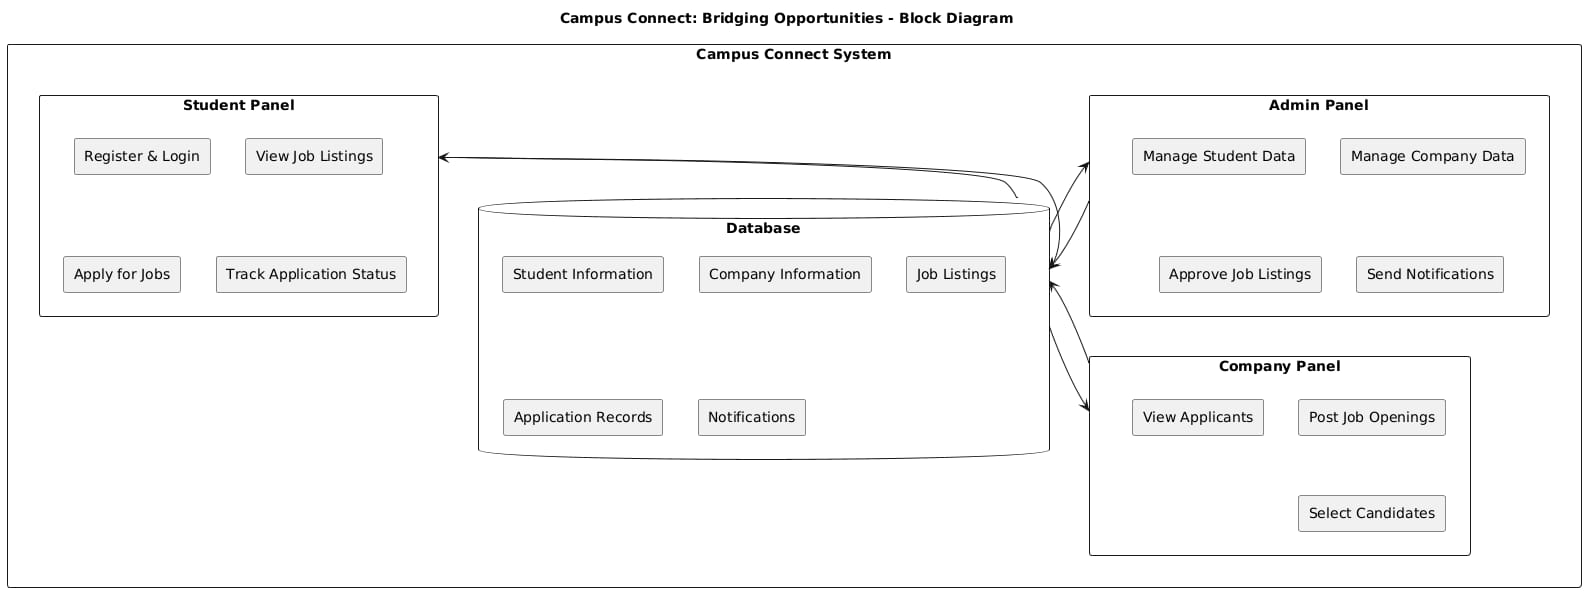 Campus Connect: Bridging Opportunities - Block Diagram
Campus Connect System
Student Panel
Register & Login
View Job Listings
Apply for Jobs
Track Application Status
Database
Student Information
Company Information
Job Listings
Application Records
Notifications
Admin Panel
Manage Student Data
Manage Company Data
Approve Job Listings
Send Notifications
Company Panel
View Applicants
Post Job Openings
Select Candidates